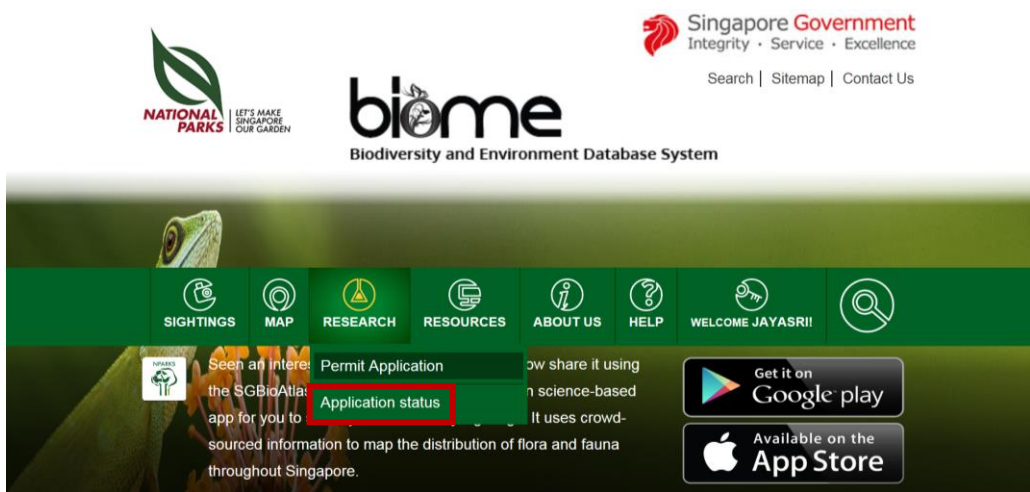 Singapore Government
Integrity · Service · Excellence
Search | Sitemap | Contact Us
NATIONAL PARKS
LET'S MAKE
SINGAPORE
OUR GARDEN
biome
Biodiversity and Environment Database System
SIGHTINGS MAP RESEARCH RESOURCES ABOUT US HELP WELCOME JAYASRI!!
NPARKS
Permit Application
Application status
Seen an ow share it using
the n science-based
app for you to It uses crowd-
sourced information to map the distribution of flora and fauna
throughout Singapore.
Get it on
Google play
Available on the
App Store